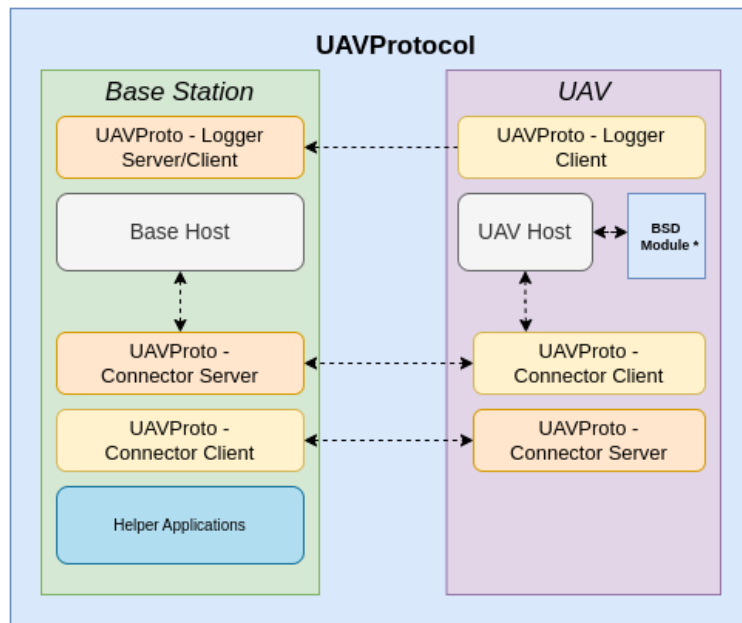 UAVProtocol
Base Station
UAVProto - Logger
Server/Client
Base Host
UAVProto -
Connector Server
UAVProto -
Connector Client
Helper Applications
UAV
UAVProto - Logger
Client
UAV Host
BSD
Module *
UAVProto -
Connector Client
UAVProto -
Connector Server